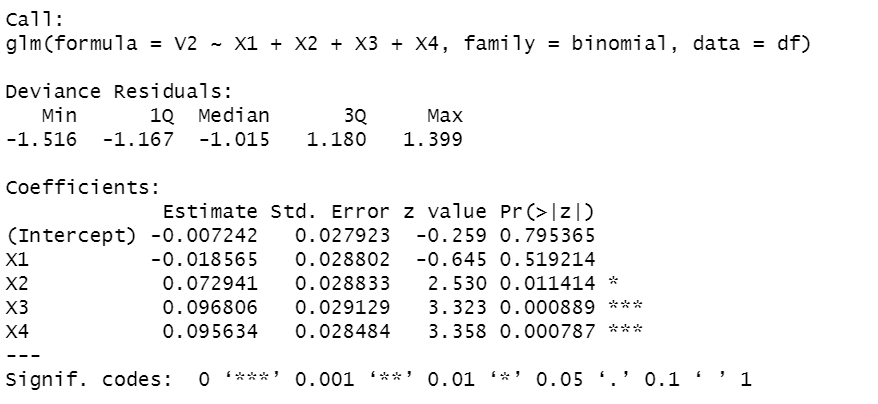 Call:
glm(formula = V2 ~ X1 + X2 + X3 + X4, family = binomial, data = df)
Deviance Residuals:
Min 1Q Median 3Q Max
-1.516 -1.167 -1.015 1.180 1.399
Coefficients:
Estimate Std. Error z value Pr(>|z|)
(Intercept) -0.007242 0.027923 -0.259 0.795365
X1 -0.018565 0.028802 -0.645 0.519214
X2 0.072941 0.028833 2.530 0.011414 *
X3 0.096806 0.029129 3.323 0.000889 ***
X4 0.095634 0.028484 3.358 0.000787 ***
---
Signif. codes: 0 ‘***’ 0.001 ‘**’ 0.01 ‘*’ 0.05 ‘.’ 0.1 ‘ ’ 1